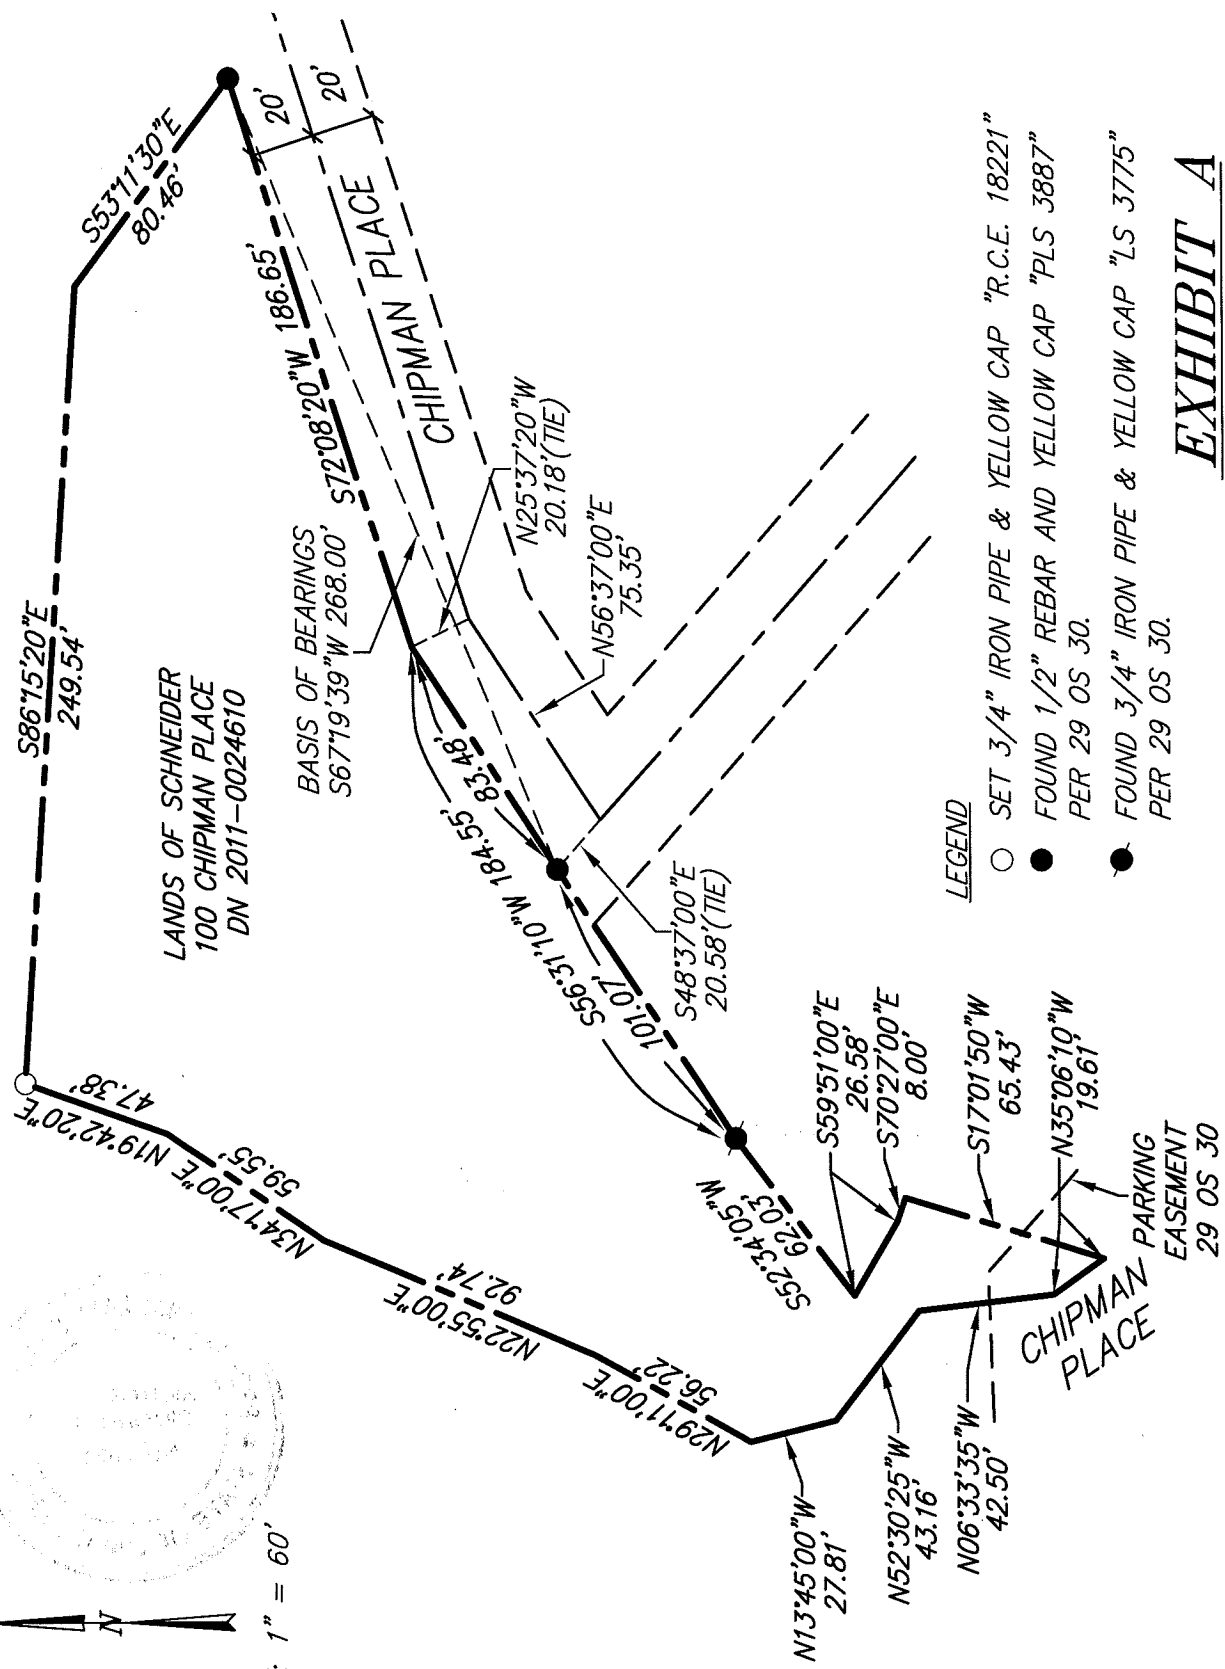 S86°15'20"E
249.54'
S53°11'30"E
80.46'
20'
20'
LANDS OF SCHNEIDER
100 CHIPMAN PLACE
DN 2011-0024610
BASIS OF BEARINGS
S67°19'39"W 268.00'
S72°08'20"W 186.65'
CHIPMAN PLACE
N25°37'20"W
20.18'(TIE)
N56°37'00"E
75.35'
83.48'
S56°31'10"W 184.55'
101.07'
S48°37'00"E
20.58'(TIE)
S52°34'05"W
62.03'
S59°51'00"E
26.58'
S70°27'00"E
8.00'
S17°01'50"W
65.43'
N35°06'10"W
19.61'
PARKING
EASEMENT
29 OS 30
CHIPMAN
PLACE
N06°33'35"W
42.50'
N52°30'25"W
43.16'
N13°45'00"W
27.81'
N29°11'00"E
56.22'
N22°55'00"E
92.74'
N34°17'00"E
59.55'
N19°42'20"E
47.38'
N
: 1" = 60'
LEGEND
SET 3/4" IRON PIPE & YELLOW CAP "R.C.E. 18221"
FOUND 1/2" REBAR AND YELLOW CAP "PLS 3887"
PER 29 OS 30.
FOUND 3/4" IRON PIPE & YELLOW CAP "LS 3775"
PER 29 OS 30.
EXHIBIT A